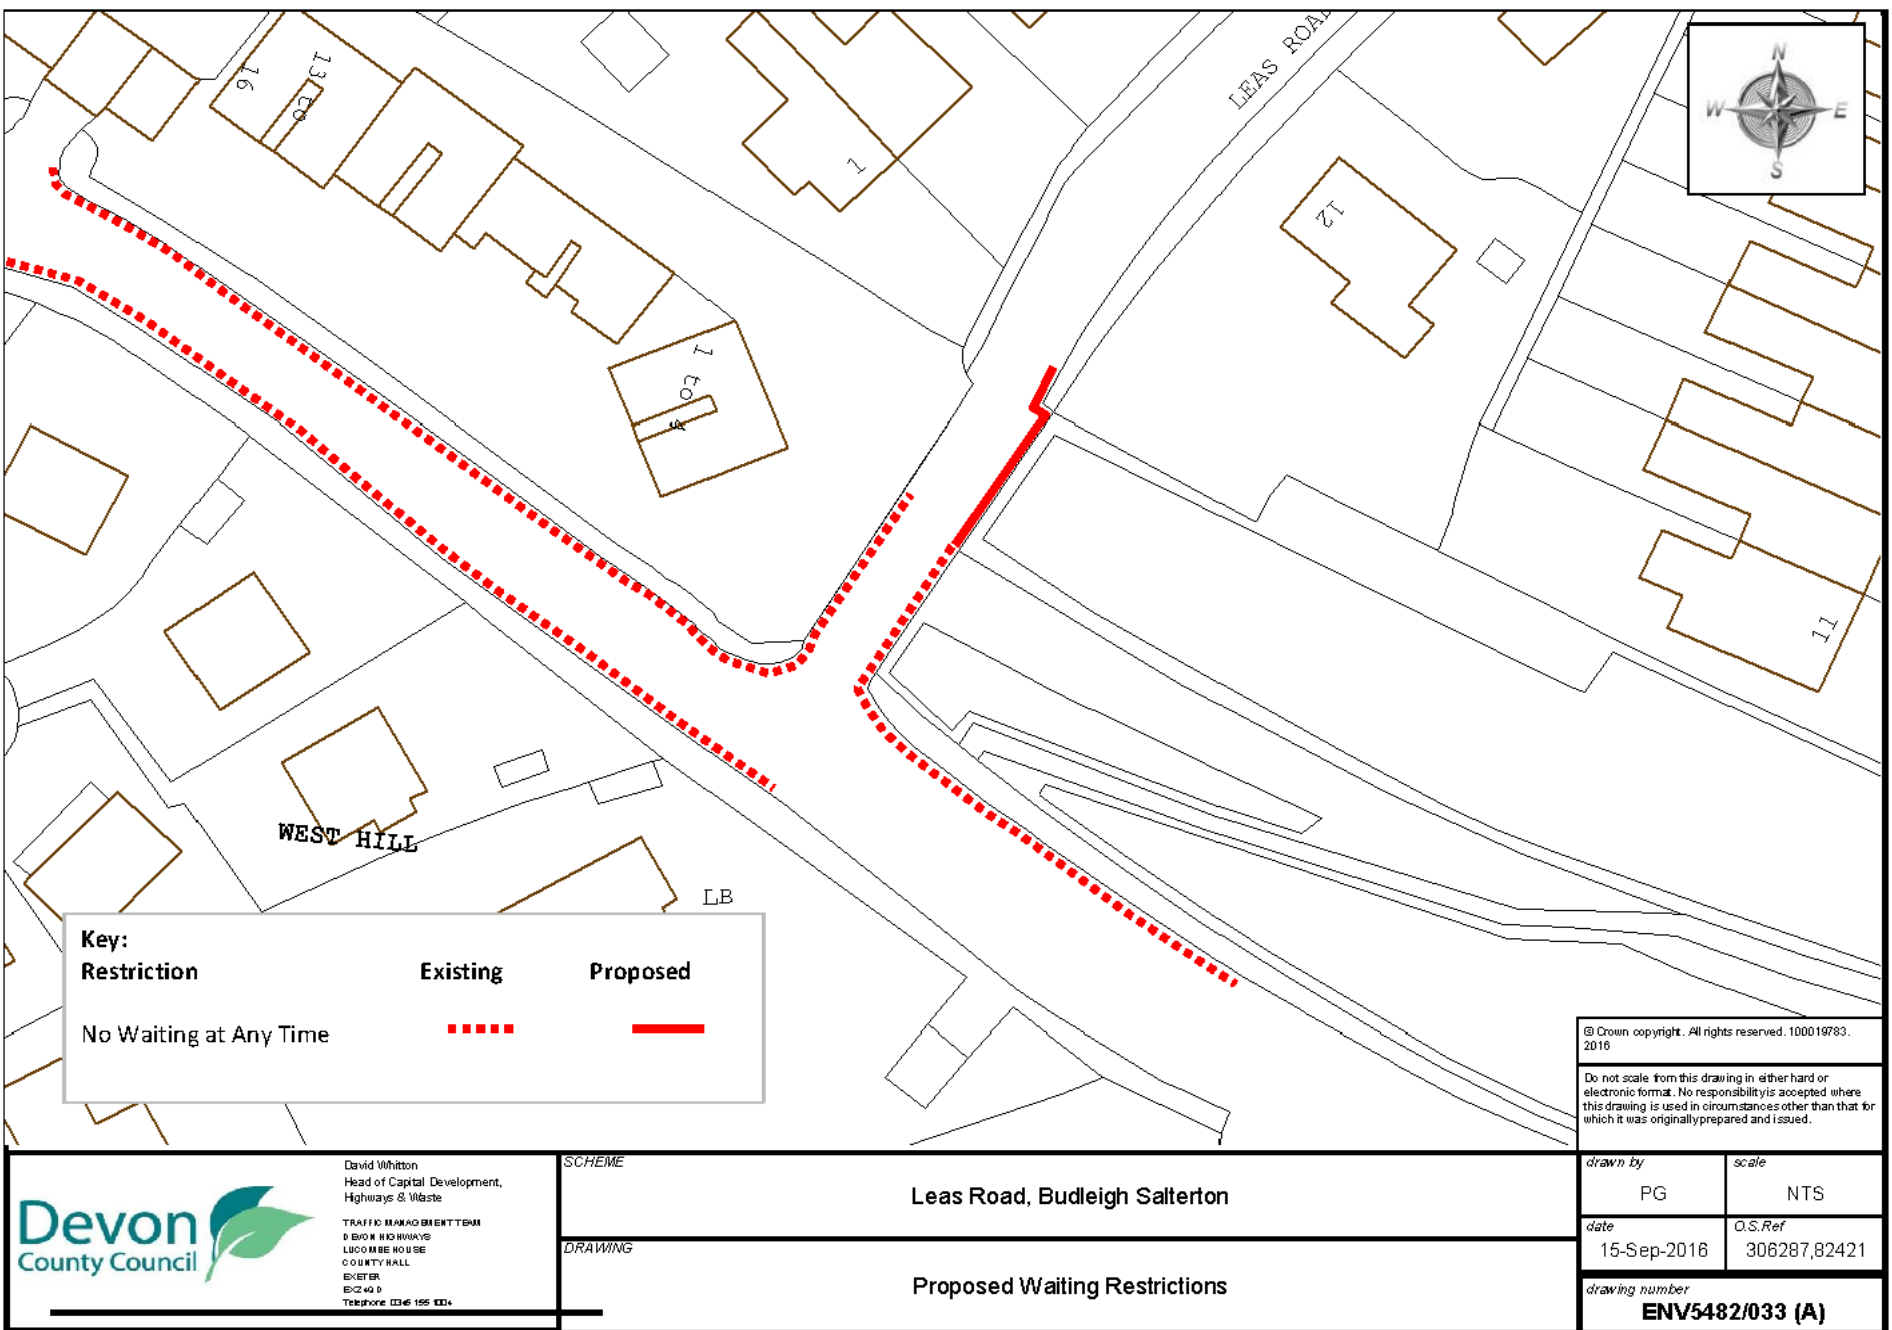 LEAS ROAD
N
W E
S
16
13 to
1
12
1 to 4
11
WEST HILL
LB
Key:
Restriction Existing Proposed
No Waiting at Any Time
© Crown copyright. All rights reserved. 100019783.
2016
Do not scale from this drawing in either hard or
electronic format. No responsibility is accepted where
this drawing is used in circumstances other than that for
which it was originally prepared and issued.
Devon
County Council
David Whitton
Head of Capital Development,
Highways & Waste
TRAFFIC MANAGEMENT TEAM
DEVON HIGHWAYS
LUCOMBE HOUSE
COUNTY HALL
EXETER
Telephone
SCHEME
Leas Road, Budleigh Salterton
DRAWING
Proposed Waiting Restrictions
drawn by
PG
scale
NTS
date
15-Sep-2016
O.S.Ref
306287,82421
drawing number
ENV5482/033 (A)